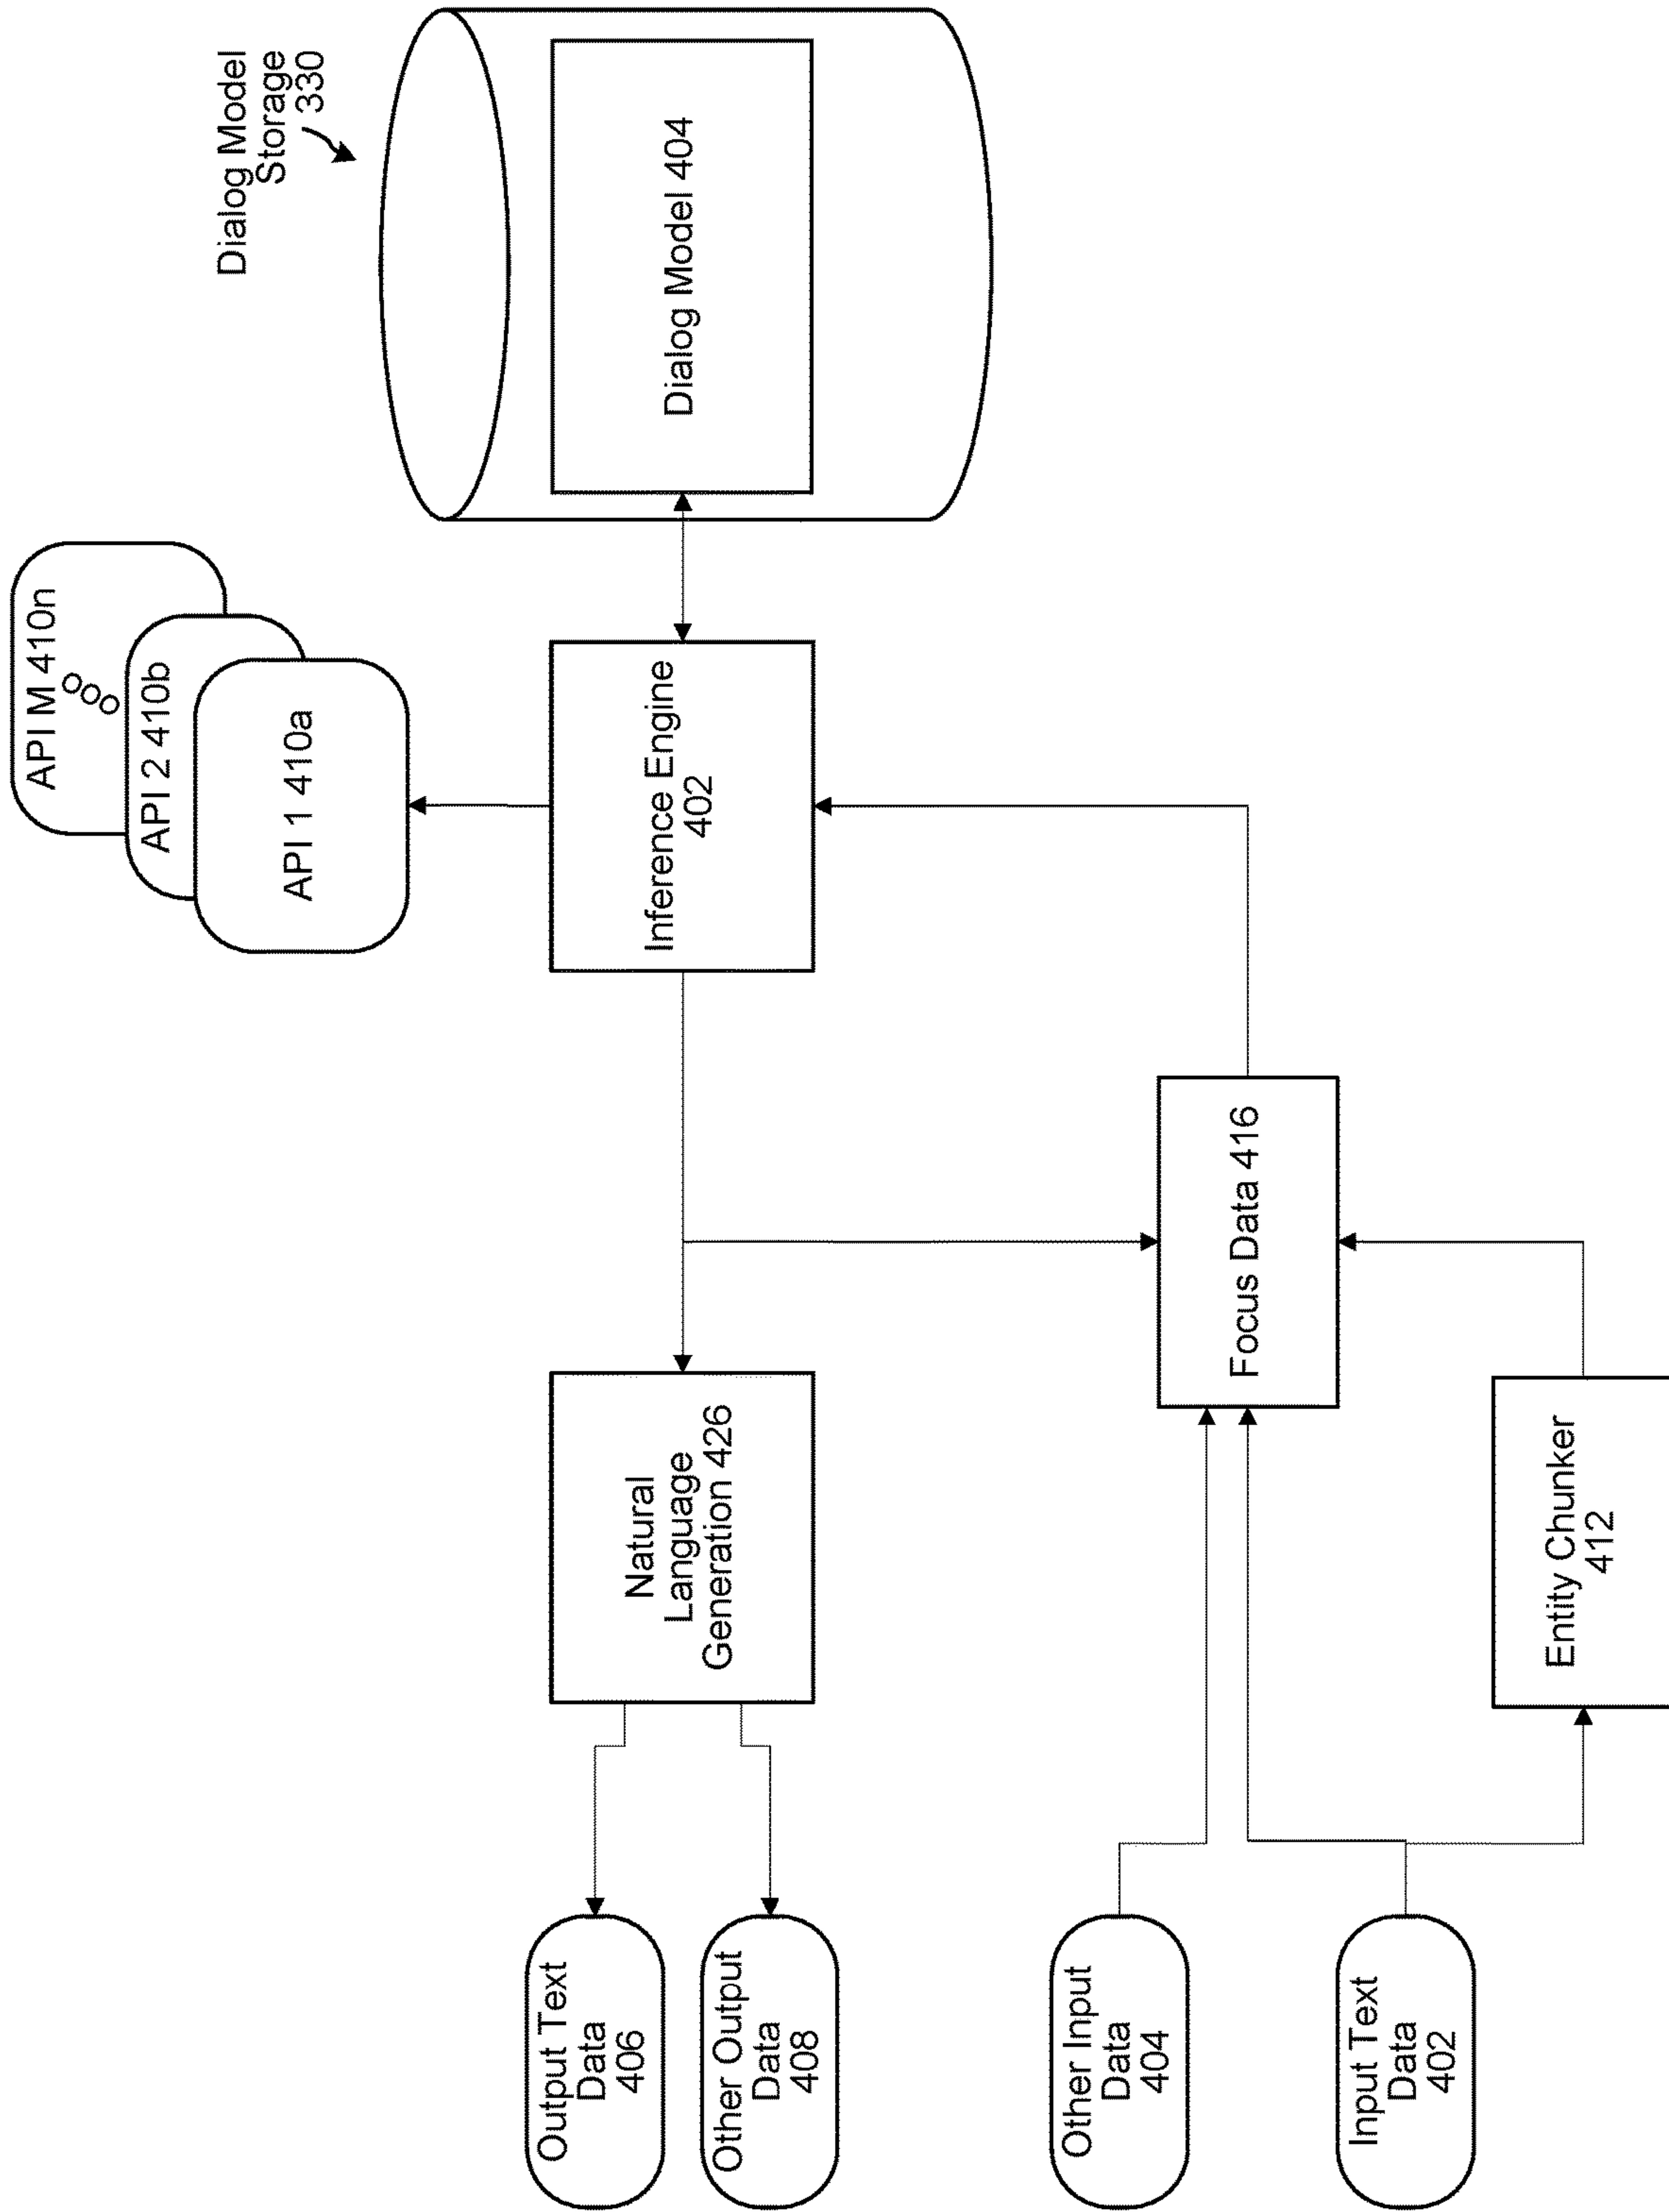 Output Text
Data
406
Other Output
Data
408
Other Input
Data
404
Input Text
Data
402
Natural
Language
Generation 426
Entity Chunker
412
Focus Data 416
Inference Engine
402
API M 410n
API 2 410b
API 1 410a
Dialog Model
Storage
330
Dialog Model 404